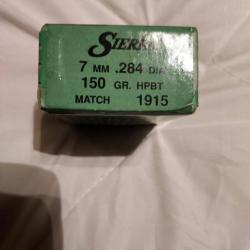 SIERRA
7 MM .284 DIA
150 GR. HPBT
MATCH 1915